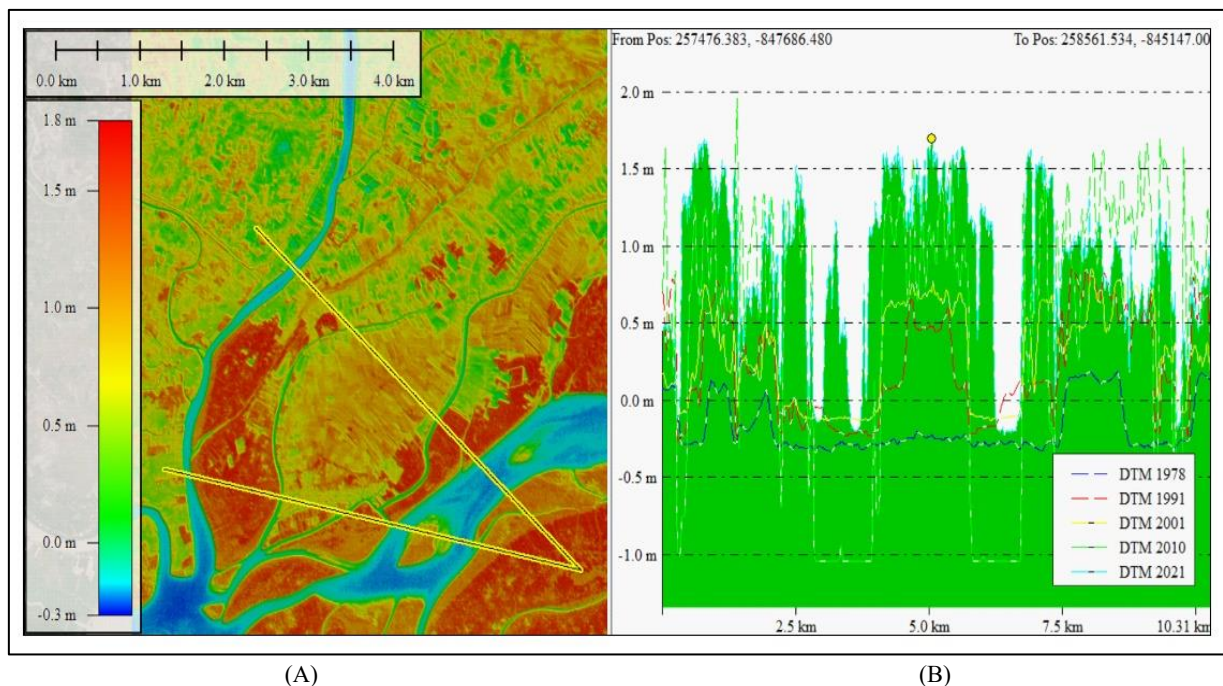 0.0 km 1.0 km 2.0 km 3.0 km 4.0 km
1.8 m
1.5 m
1.0 m
0.5 m
0.0 m
-0.3 m
From Pos: 257476.383, -847686.480 To Pos: 258561.534, -845147.00
2.0 m
1.5 m
1.0 m
0.5 m
0.0 m
-0.5 m
-1.0 m
DTM 1978
DTM 1991
DTM 2001
DTM 2010
DTM 2021
2.5 km 5.0 km 7.5 km 10.31 km
(A) (B)